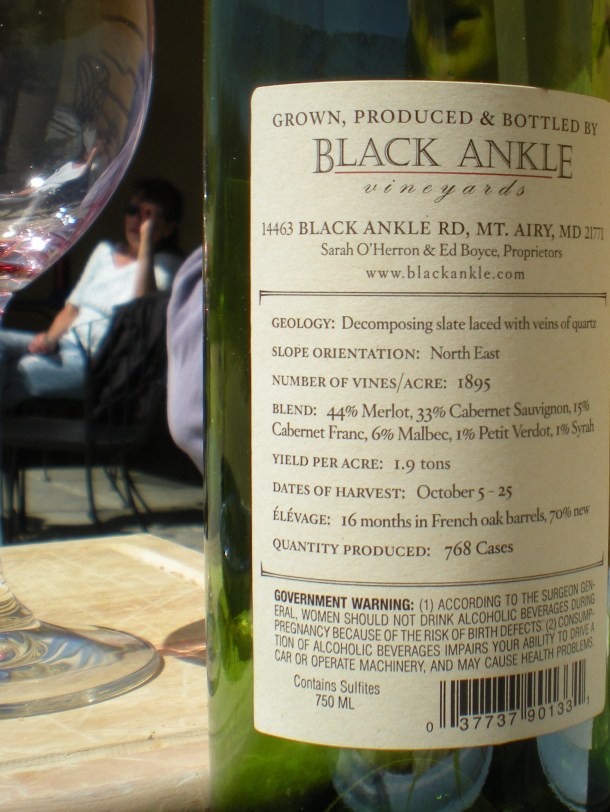 GROWN, PRODUCED & BOTTLED BY
BLACK ANKLE
vineyards
14463 BLACK ANKLE RD, MT. AIRY, MD 21771
Sarah O'Herron & Ed Boyce, Proprietors
www.blackankle.com
GEOLOGY: Decomposing slate laced with veins of quartz
SLOPE ORIENTATION: North East
NUMBER OF VINES/ACRE: 1895
BLEND: 44% Merlot, 33% Cabernet Sauvignon, 15%
Cabernet Franc, 6% Malbec, 1% Petit Verdot, 1% Syrah
YIELD PER ACRE: 1.9 tons
DATES OF HARVEST: October 5 - 25
ÉLÉVAGE: 16 months in French oak barrels, 70% new
QUANTITY PRODUCED: 768 Cases
GOVERNMENT WARNING: (1) ACCORDING TO THE SURGEON GEN-
ERAL, WOMEN SHOULD NOT DRINK ALCOHOLIC BEVERAGES DURING
PREGNANCY BECAUSE OF THE RISK OF BIRTH DEFECTS. (2) CONSUMP-
TION OF ALCOHOLIC BEVERAGES IMPAIRS YOUR ABILITY TO DRIVE A
CAR OR OPERATE MACHINERY, AND MAY CAUSE HEALTH PROBLEMS.
Contains Sulfites
750 ML
0 37737 90133 1